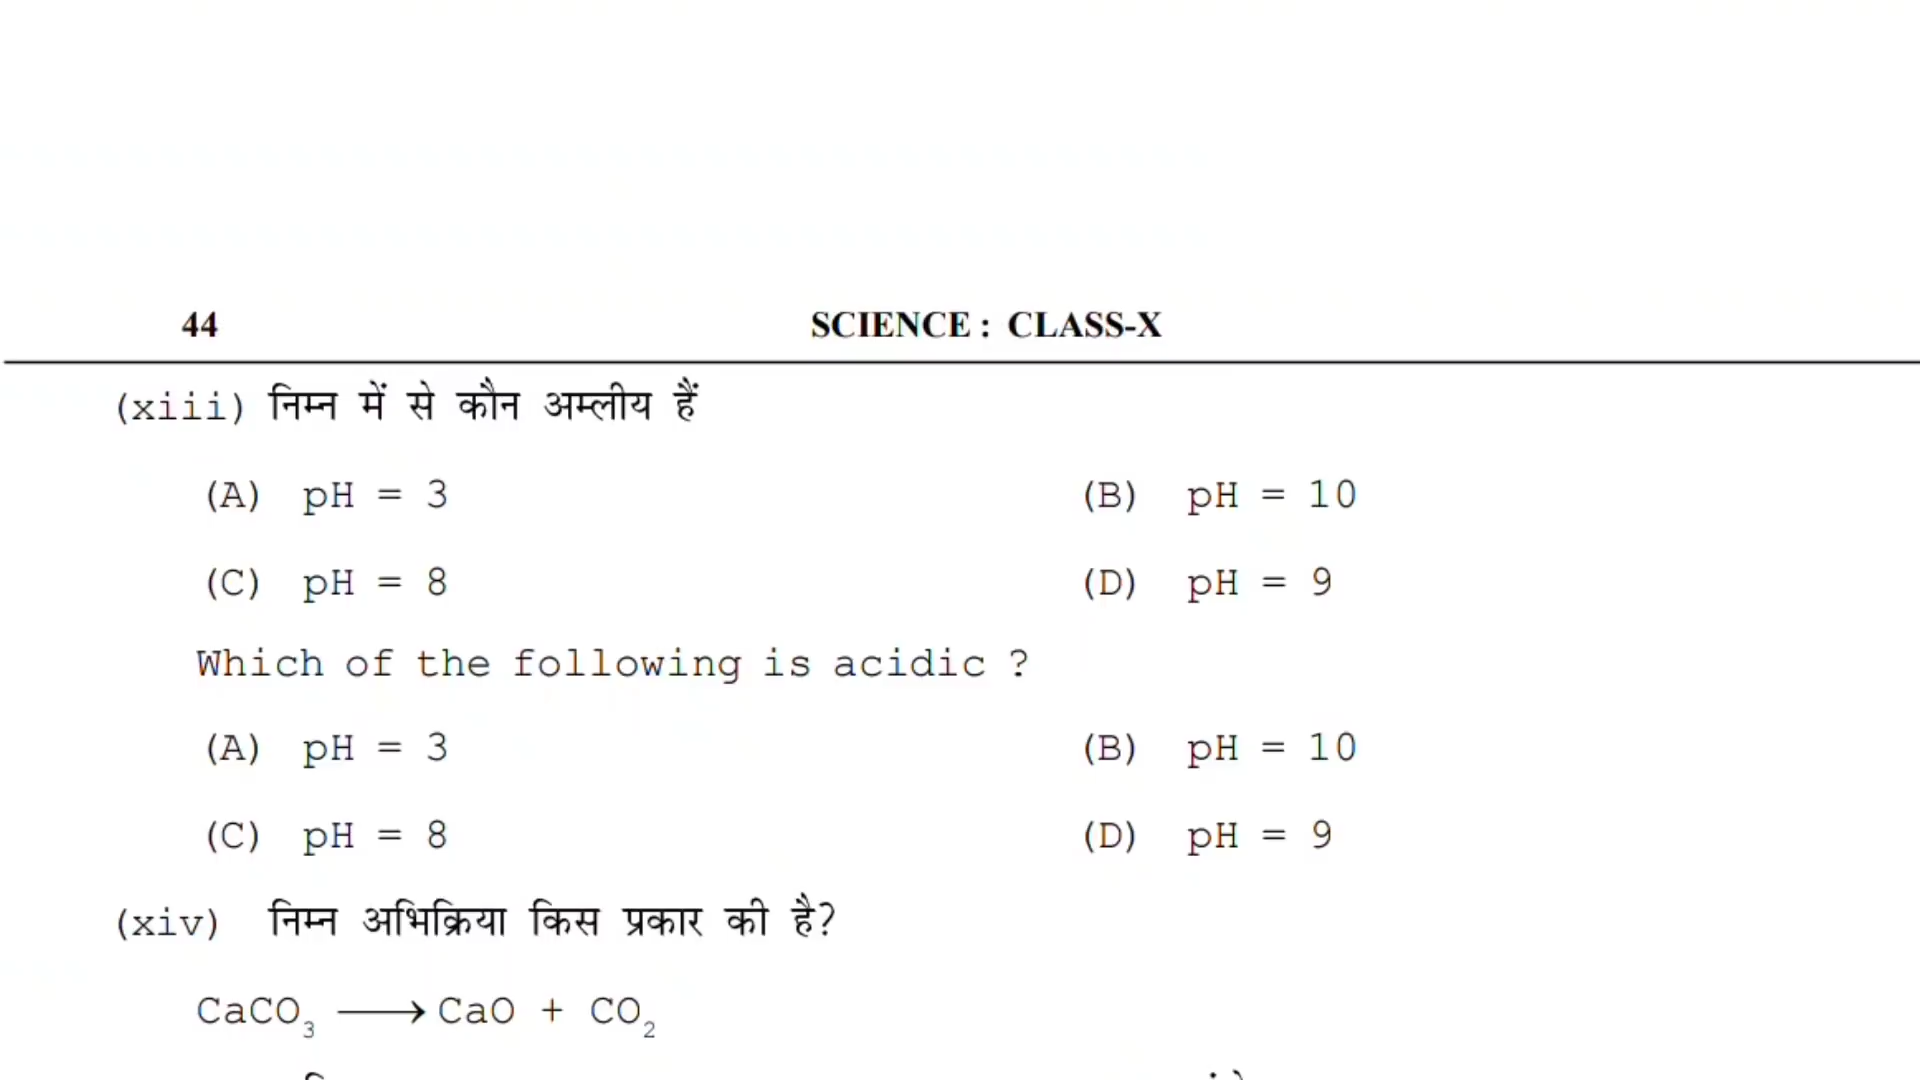 44 SCIENCE : CLASS-X
(xiii) निम्न में से कौन अम्लीय हैं
(A) pH = 3 (B) pH = 10
(C) pH = 8 (D) pH = 9
Which of the following is acidic ?
(A) pH = 3 (B) pH = 10
(C) pH = 8 (D) pH = 9
(xiv) निम्न अभिक्रिया किस प्रकार की है?
CaCO₃ ⟶ CaO + CO₂